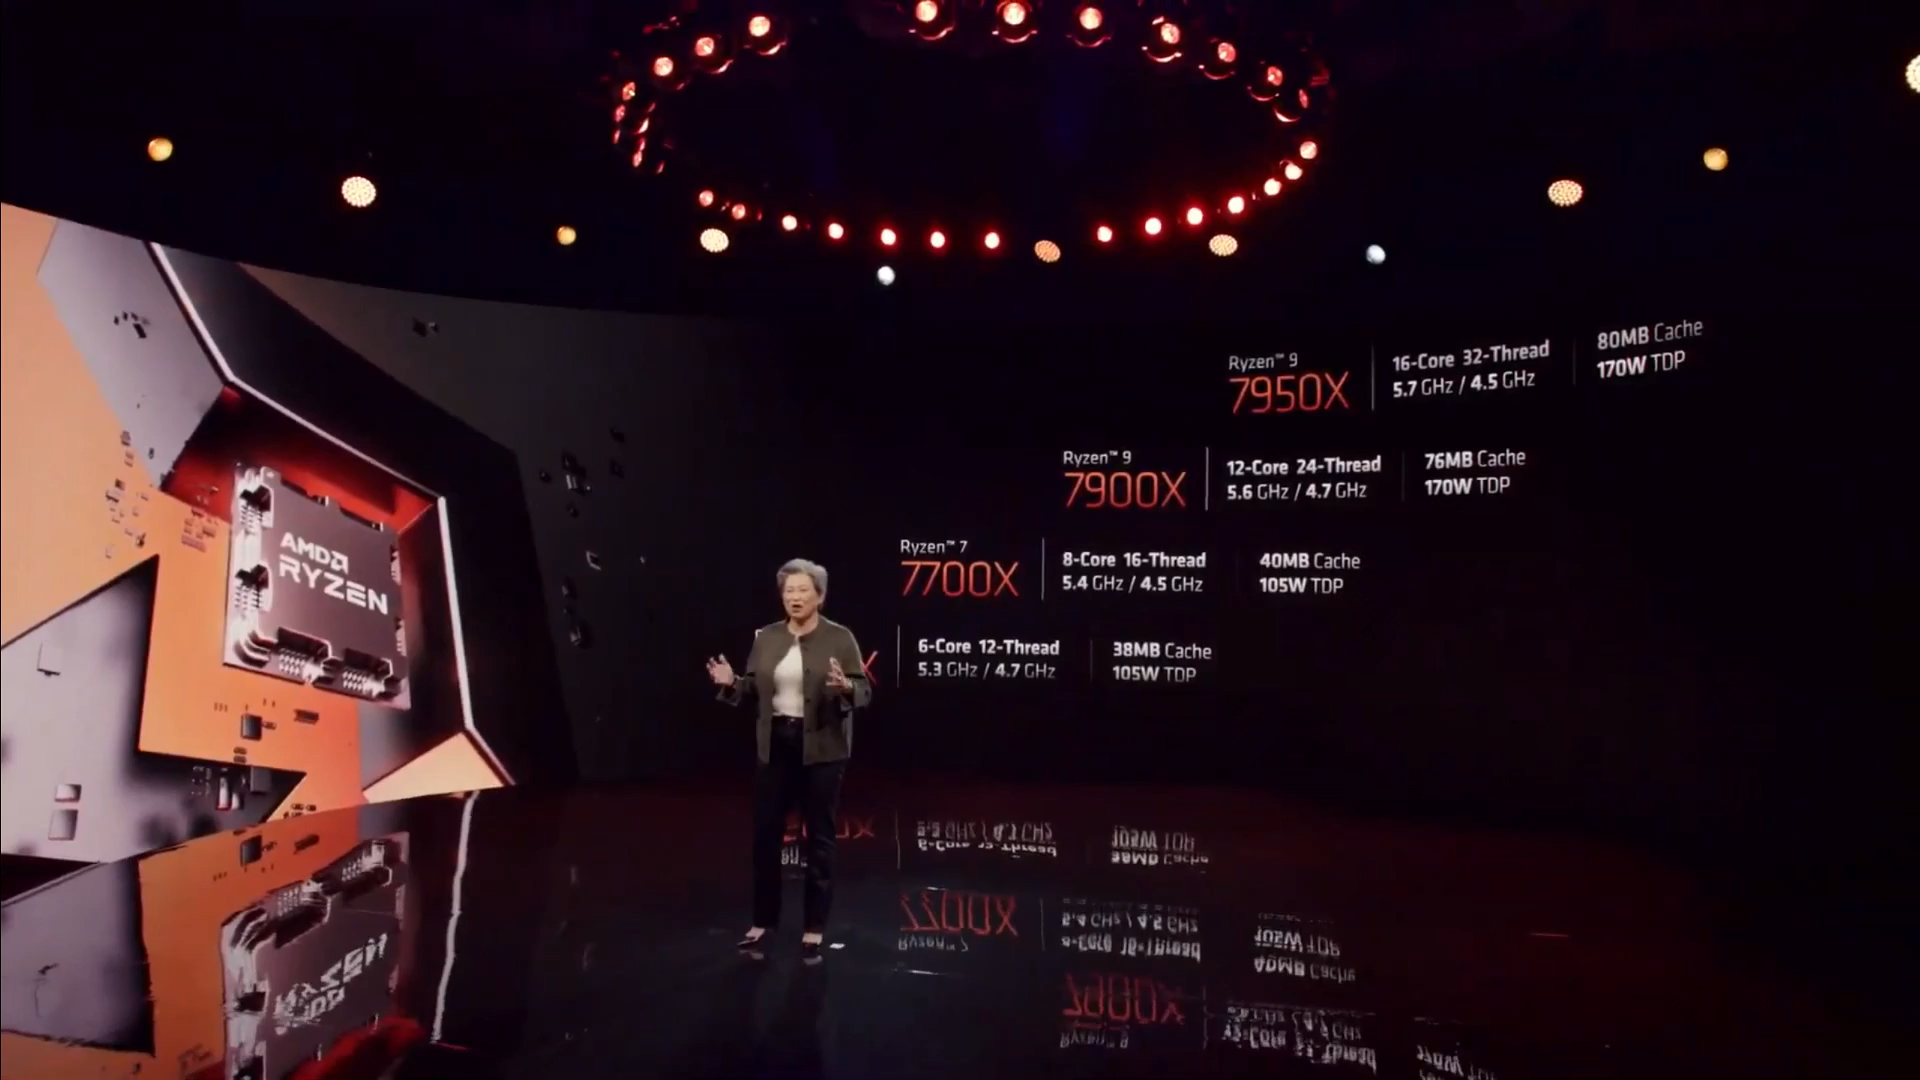 AMD
RYZEN
Ryzen™ 9
7950X
16-Core 32-Thread
5.7 GHz / 4.5 GHz
80MB Cache
170W TDP
Ryzen™ 9
7900X
12-Core 24-Thread
5.6 GHz / 4.7 GHz
76MB Cache
170W TDP
Ryzen™ 7
7700X
8-Core 16-Thread
5.4 GHz / 4.5 GHz
40MB Cache
105W TDP
X
6-Core 12-Thread
5.3 GHz / 4.7 GHz
38MB Cache
105W TDP